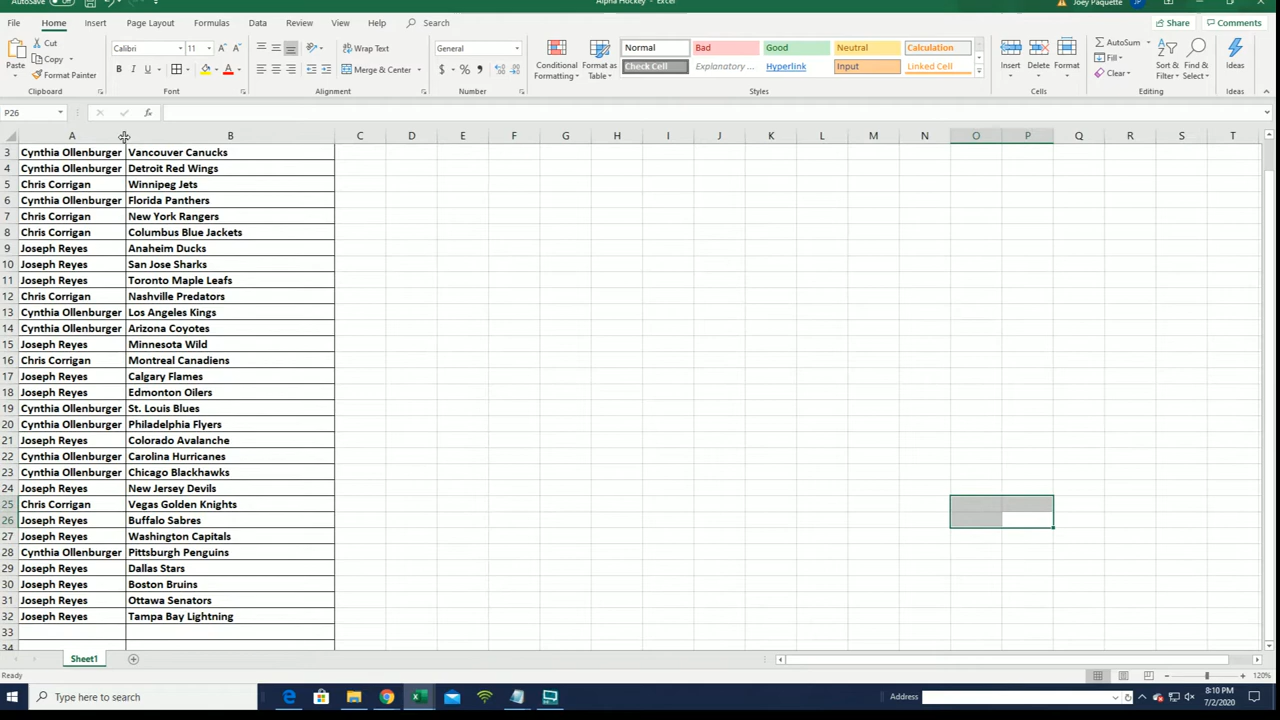 AutoSave Off
Alpha Hockey - Excel
Joey Paquette JP
File Home Insert Page Layout Formulas Data Review View Help Search Share Comments
Paste Cut Copy Format Painter Clipboard
Calibri 11 B I U A Font
Wrap Text Merge & Center Alignment
General $ % Number
Conditional Formatting Format as Table
Normal Bad Good Neutral Calculation
Check Cell Explanatory ... Hyperlink Input Linked Cell
Styles
Insert Delete Format Cells
AutoSum Fill Clear Sort & Filter Find & Select Editing
Ideas Ideas
P26 fx
A B C D E F G H I J K L M N O P Q R S T
3 Cynthia Ollenburger Vancouver Canucks
4 Cynthia Ollenburger Detroit Red Wings
5 Chris Corrigan Winnipeg Jets
6 Cynthia Ollenburger Florida Panthers
7 Chris Corrigan New York Rangers
8 Chris Corrigan Columbus Blue Jackets
9 Joseph Reyes Anaheim Ducks
10 Joseph Reyes San Jose Sharks
11 Joseph Reyes Toronto Maple Leafs
12 Chris Corrigan Nashville Predators
13 Cynthia Ollenburger Los Angeles Kings
14 Cynthia Ollenburger Arizona Coyotes
15 Joseph Reyes Minnesota Wild
16 Chris Corrigan Montreal Canadiens
17 Joseph Reyes Calgary Flames
18 Joseph Reyes Edmonton Oilers
19 Cynthia Ollenburger St. Louis Blues
20 Cynthia Ollenburger Philadelphia Flyers
21 Joseph Reyes Colorado Avalanche
22 Cynthia Ollenburger Carolina Hurricanes
23 Cynthia Ollenburger Chicago Blackhawks
24 Joseph Reyes New Jersey Devils
25 Chris Corrigan Vegas Golden Knights
26 Joseph Reyes Buffalo Sabres
27 Joseph Reyes Washington Capitals
28 Cynthia Ollenburger Pittsburgh Penguins
29 Joseph Reyes Dallas Stars
30 Joseph Reyes Boston Bruins
31 Joseph Reyes Ottawa Senators
32 Joseph Reyes Tampa Bay Lightning
33
34
Sheet1
Ready 120%
Type here to search Address 8:10 PM
7/2/2020